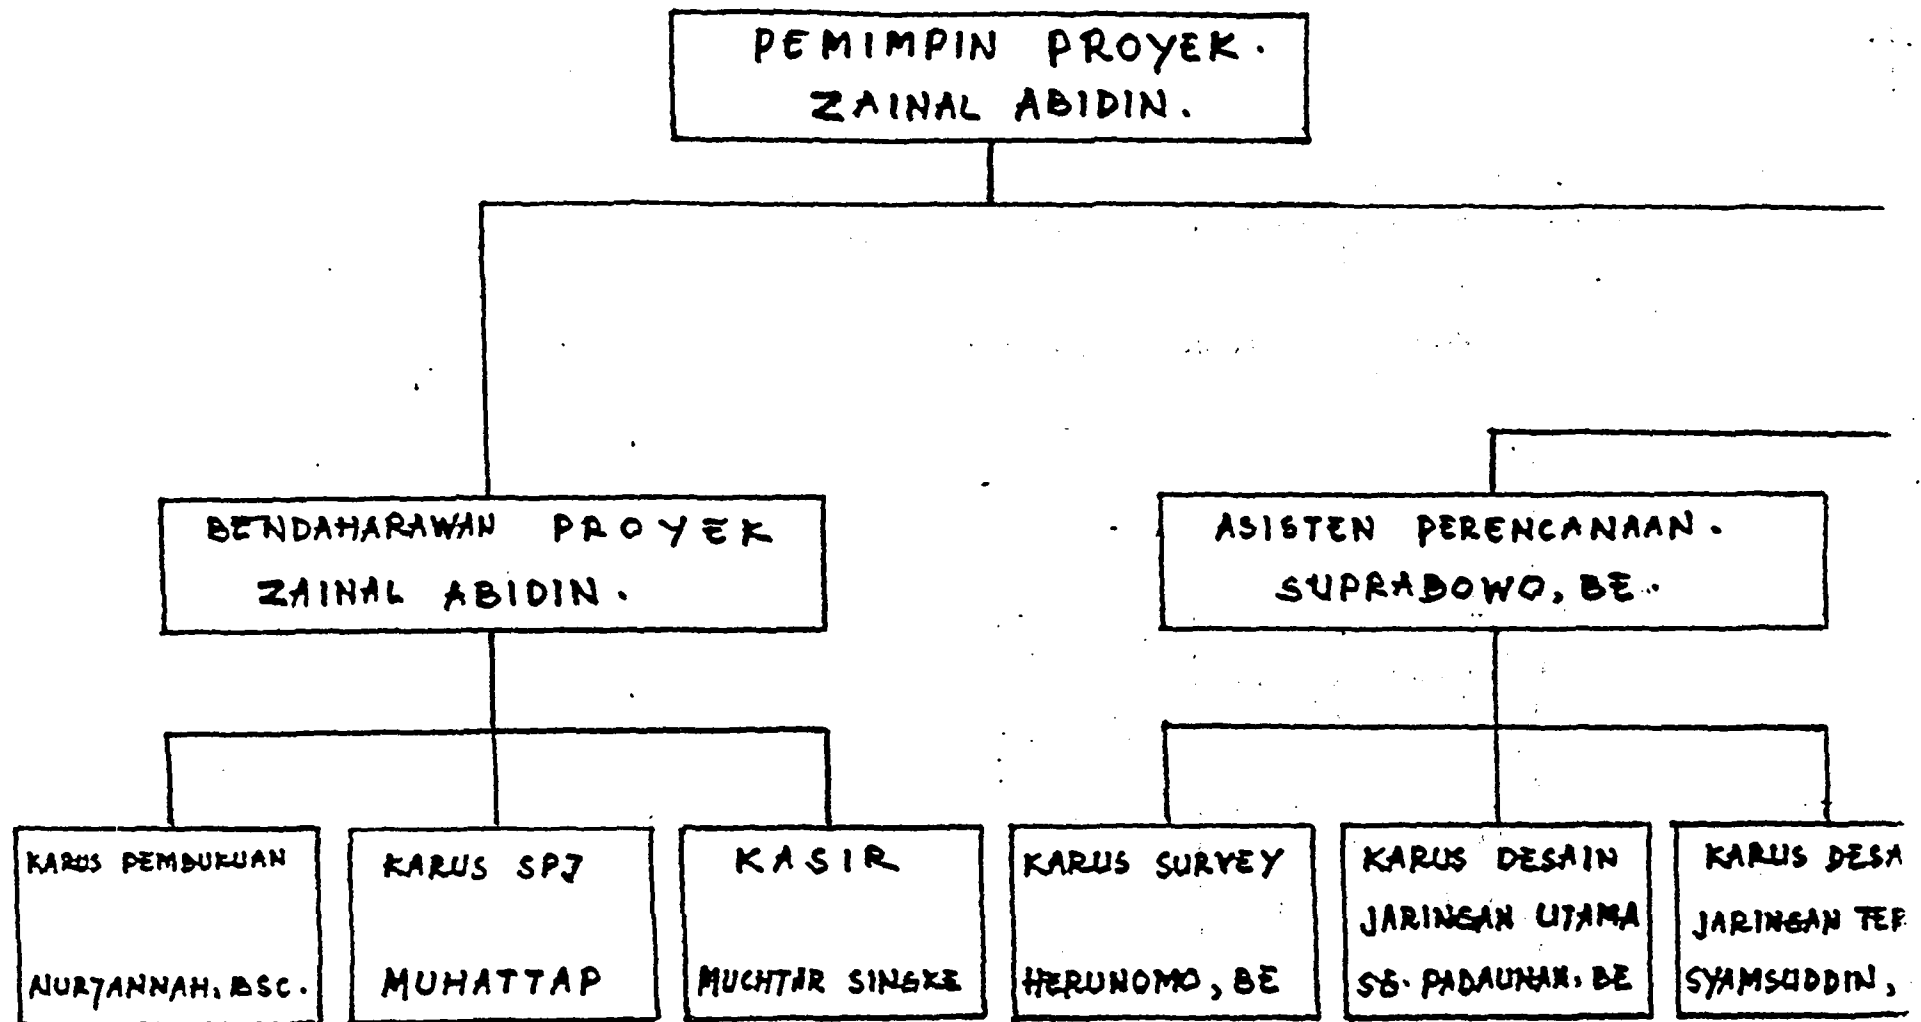 PEMIMPIN PROYEK.
ZAINAL ABIDIN.
BENDAHARAWAN PROYEK
ZAINAL ABIDIN.
ASISTEN PERENCANAAN.
SUPRABOWO, BE.
KARUS PEMBUKUAN
NURJANNAH, BSC.
KARUS SPJ
MUHATTAP
KASIR
MUCHTAR SINGKE
KARUS SURVEY
HERUNOMO, BE
KARUS DESAIN
JARINGAN UTAMA
PADAUNAN, BE
KARUS DESA
JARINGAN TER
SYAMSUDDIN,